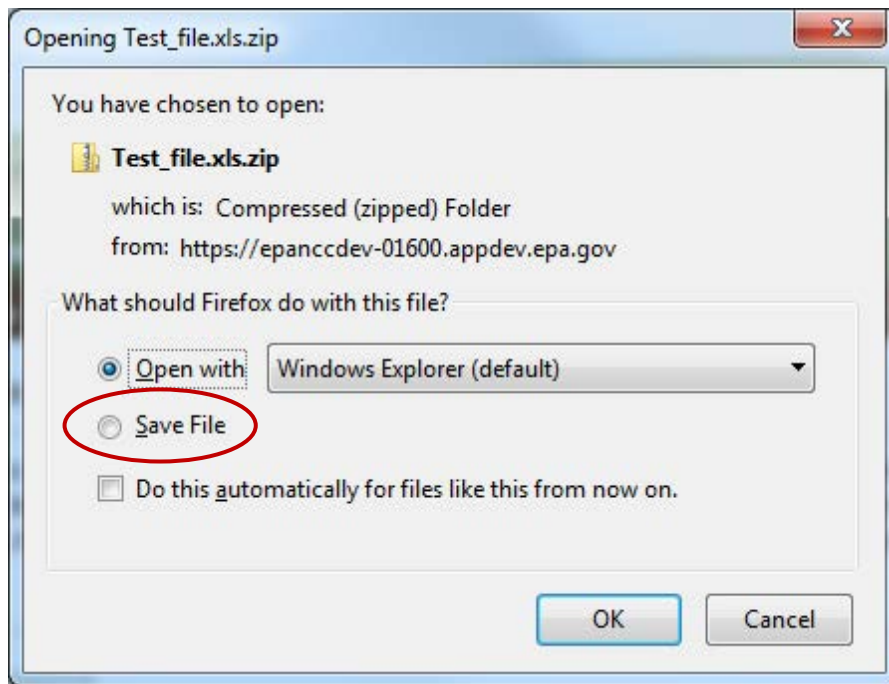 Opening Test_file.xls.zip
You have chosen to open:
Test_file.xls.zip
which is: Compressed (zipped) Folder
from: https://epanccdev-01600.appdev.epa.gov
What should Firefox do with this file?
Open with Windows Explorer (default)
Save File
Do this automatically for files like this from now on.
OK Cancel